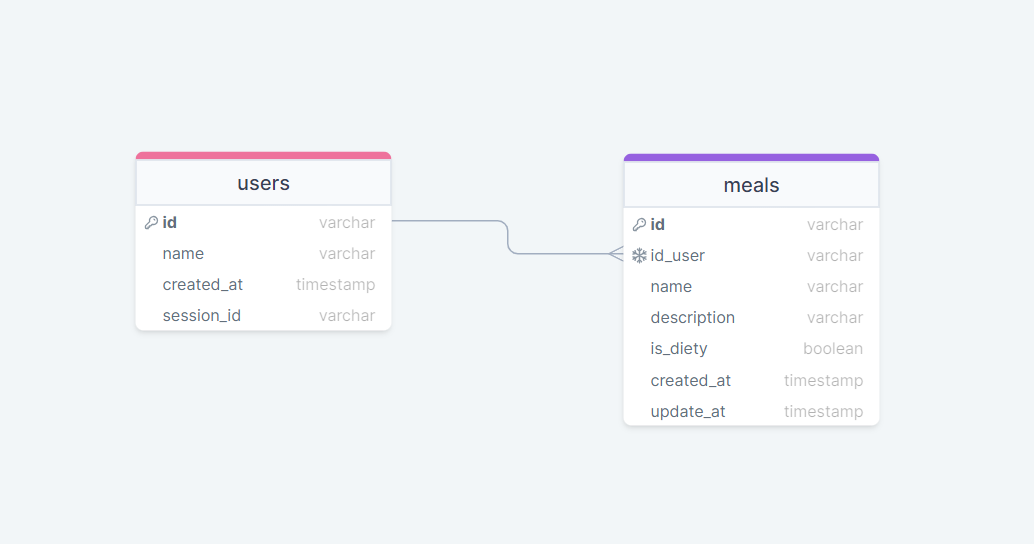 users
id varchar
name varchar
created_at timestamp
session_id varchar
meals
id varchar
id_user varchar
name varchar
description varchar
is_diety boolean
created_at timestamp
update_at timestamp